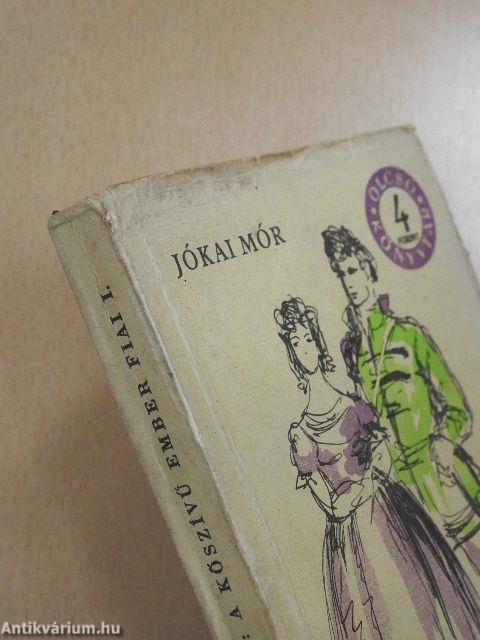 JÓKAI MÓR
OLCSÓ KÖNYVTÁR
4
FORINT
: A KŐSZÍVŰ EMBER FIAI I.
Antikvárium.hu